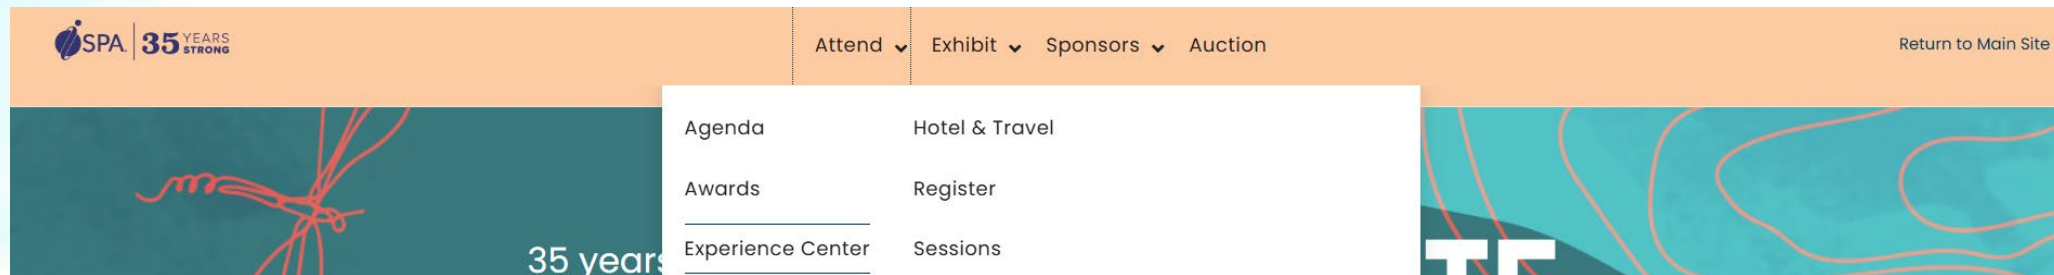 SPA. 35 YEARS STRONG
Attend Exhibit Sponsors Auction
Return to Main Site
Agenda Hotel & Travel
Awards Register
Experience Center Sessions
35 years